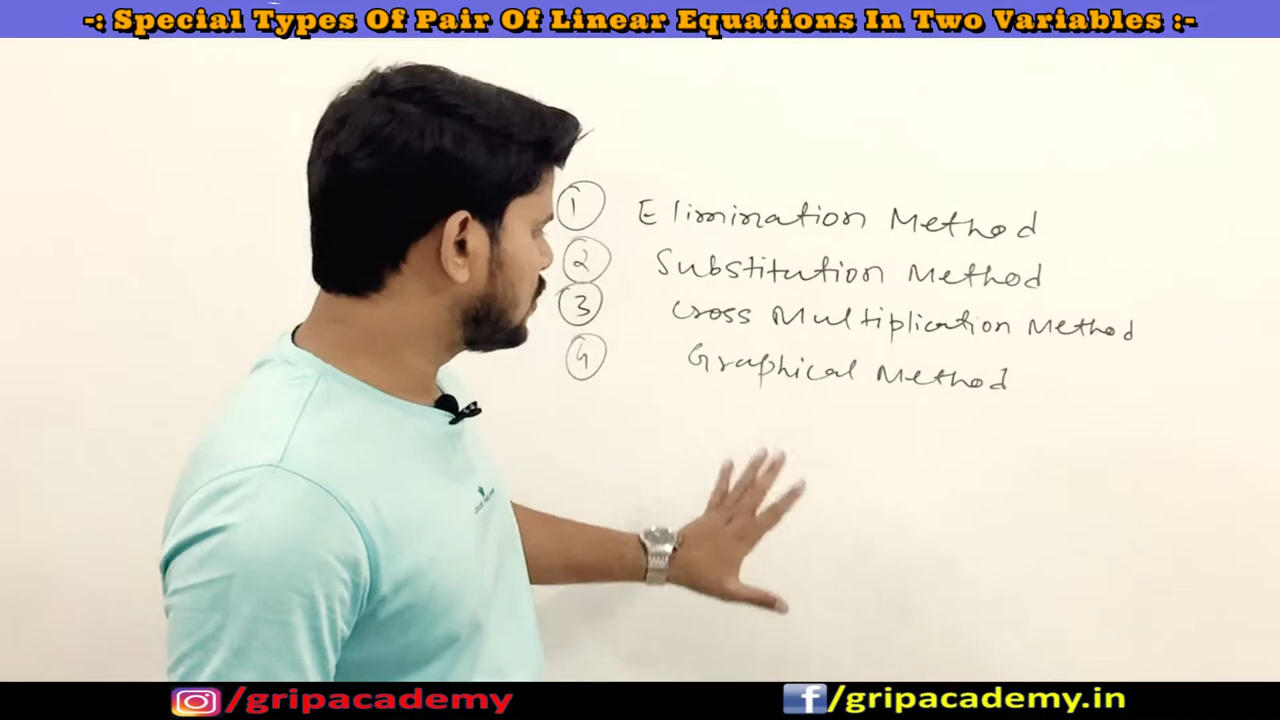 -: Special Types Of Pair Of Linear Equations In Two Variables :-
1 Elimination Method
2 Substitution Method
3 Cross Multiplication Method
4 Graphical Method
/gripacademy
f/gripacademy.in